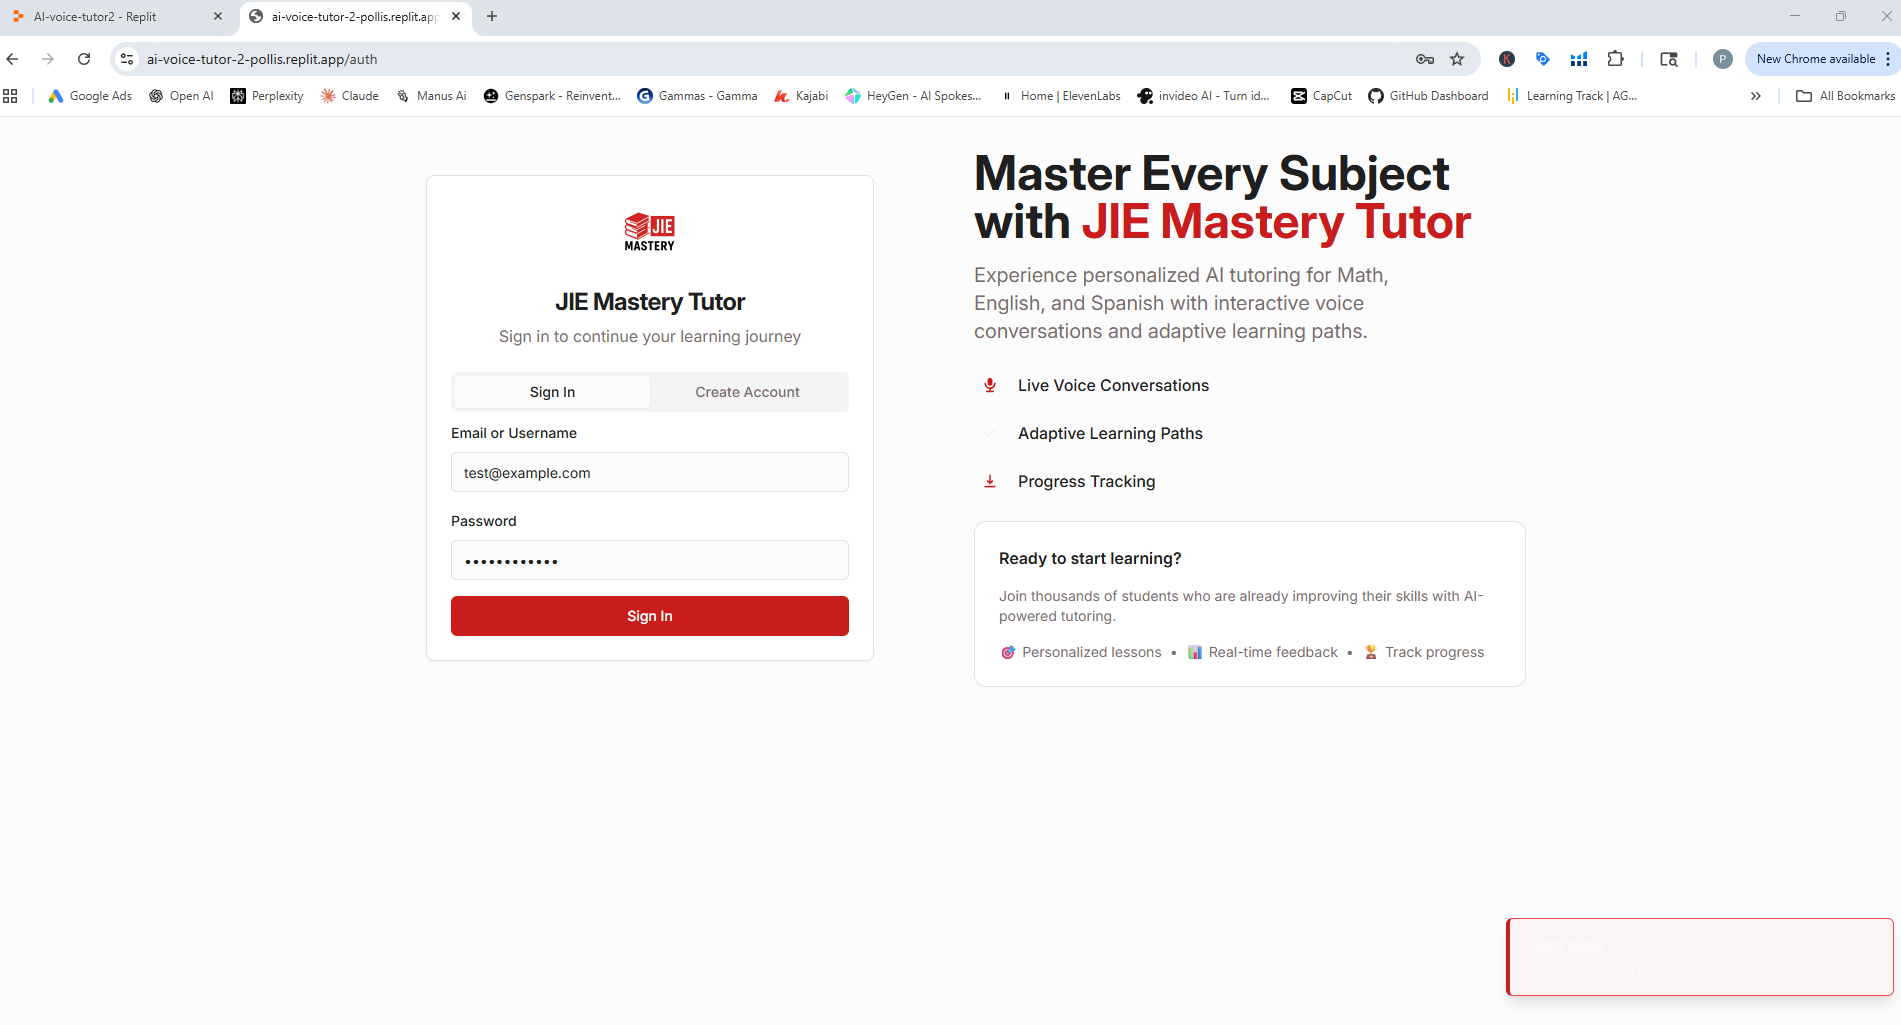 AI-voice-tutor2 - Replit
ai-voice-tutor-2-pollis.replit.app
ai-voice-tutor-2-pollis.replit.app/auth
P
New Chrome available
Google Ads
Open AI
Perplexity
Claude
Manus Ai
Genspark - Reinvent...
Gammas - Gamma
Kajabi
HeyGen - AI Spokes...
Home | ElevenLabs
invideo AI - Turn id...
CapCut
GitHub Dashboard
Learning Track | AG...
All Bookmarks
JIE
MASTERY
JIE Mastery Tutor
Sign in to continue your learning journey
Sign In
Create Account
Email or Username
test@example.com
Password
••••••••••••
Sign In
Master Every Subject
with JIE Mastery Tutor
Experience personalized AI tutoring for Math,
English, and Spanish with interactive voice
conversations and adaptive learning paths.
Live Voice Conversations
Adaptive Learning Paths
Progress Tracking
Ready to start learning?
Join thousands of students who are already improving their skills with AI-
powered tutoring.
🎯 Personalized lessons • 📊 Real-time feedback • 🏆 Track progress
Login failed